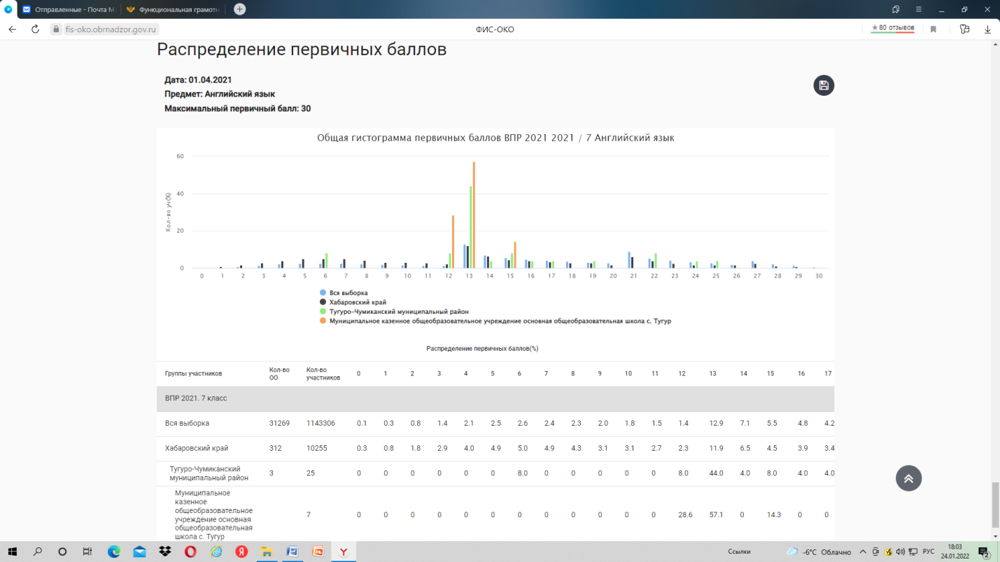 Отправленные - Почта М
Функциональная грамотн
fis-oko.obrnadzor.gov.ru
ФИС-ОКО
★80 отзывов
Распределение первичных баллов
Дата: 01.04.2021
Предмет: Английский язык
Максимальный первичный балл: 30
Общая гистограмма первичных баллов ВПР 2021 2021 / 7 Английский язык
Кол-во уч(%)
60
40
20
0
0 1 2 3 4 5 6 7 8 9 10 11 12 13 14 15 16 17 18 19 20 21 22 23 24 25 26 27 28 29 30
Вся выборка
Хабаровский край
Тугуро-Чумиканский муниципальный район
Муниципальное казенное общеобразовательное учреждение основная общеобразовательная школа с. Тугур
Распределение первичных баллов(%)
Группы участников Кол-во ОО Кол-во участников 0 1 2 3 4 5 6 7 8 9 10 11 12 13 14 15 16 17
ВПР 2021. 7 класс
Вся выборка 31269 1143306 0.1 0.3 0.8 1.4 2.1 2.5 2.6 2.4 2.3 2.0 1.8 1.5 1.4 12.9 7.1 5.5 4.8 4.2
Хабаровский край 312 10255 0.3 0.8 1.8 2.9 4.0 4.9 5.0 4.9 4.3 3.1 3.1 2.7 2.3 11.9 6.5 4.5 3.9 3.4
Тугуро-Чумиканский
муниципальный район 3 25 0 0 0 0 0 0 8.0 0 0 0 0 0 8.0 44.0 4.0 8.0 4.0 4.0
Муниципальное
казенное
общеобразовательное
учреждение основная 7 0 0 0 0 0 0 0 0 0 0 0 0 28.6 57.1 0 14.3 0 0
общеобразовательная
школа с. Тугур
Ссылки
-6°C Облачно
РУС
18:03
24.01.2022
2